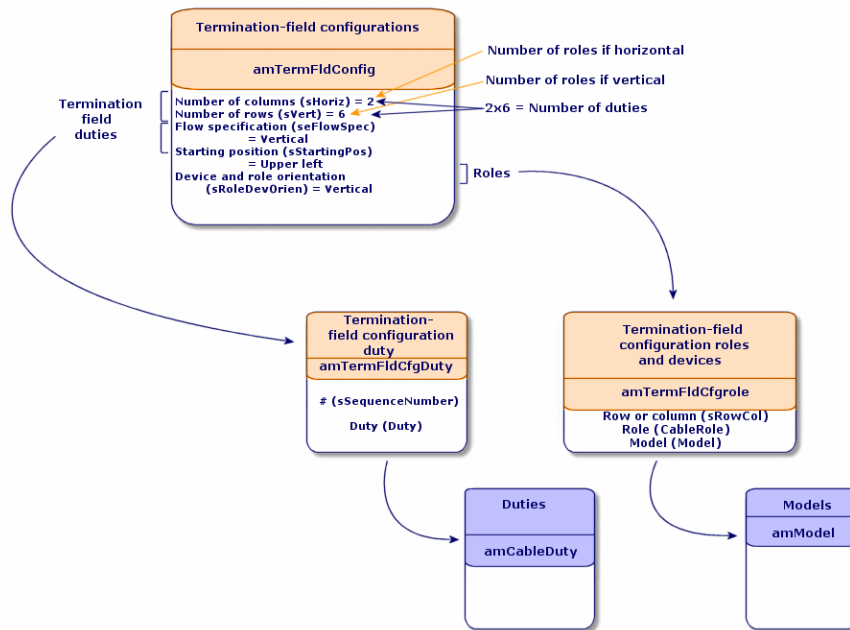 Termination-field configurations
amTermFldConfig
Number of roles if horizontal
Number of roles if vertical
2x6 = Number of duties
Termination
field
duties
Number of columns (sHoriz) = 2
Number of rows (sVert) = 6
Flow specification (seFlowSpec)
= Vertical
Starting position (sStartingPos)
= Upper left
Device and role orientation
(sRoleDevOrien) = Vertical
Roles
Termination-
field configuration
duty
amTermFldCfgDuty
# (sSequenceNumber)
Duty (Duty)
Termination-field
configuration roles
and devices
amTermFldCfgrole
Row or column (sRowCol)
Role (CableRole)
Model (Model)
Duties
amCableDuty
Models
amModel